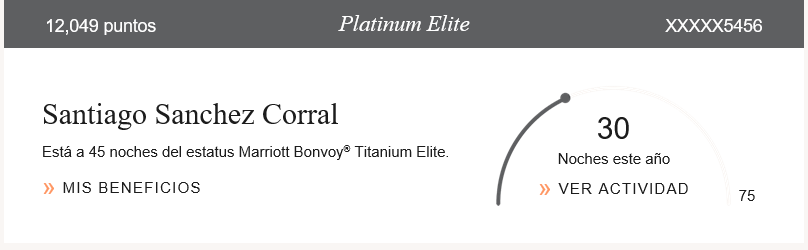 12,049 puntos
Platinum Elite
XXXXX5456
Santiago Sanchez Corral
Está a 45 noches del estatus Marriott Bonvoy® Titanium Elite.
» MIS BENEFICIOS
30
Noches este año
» VER ACTIVIDAD
75